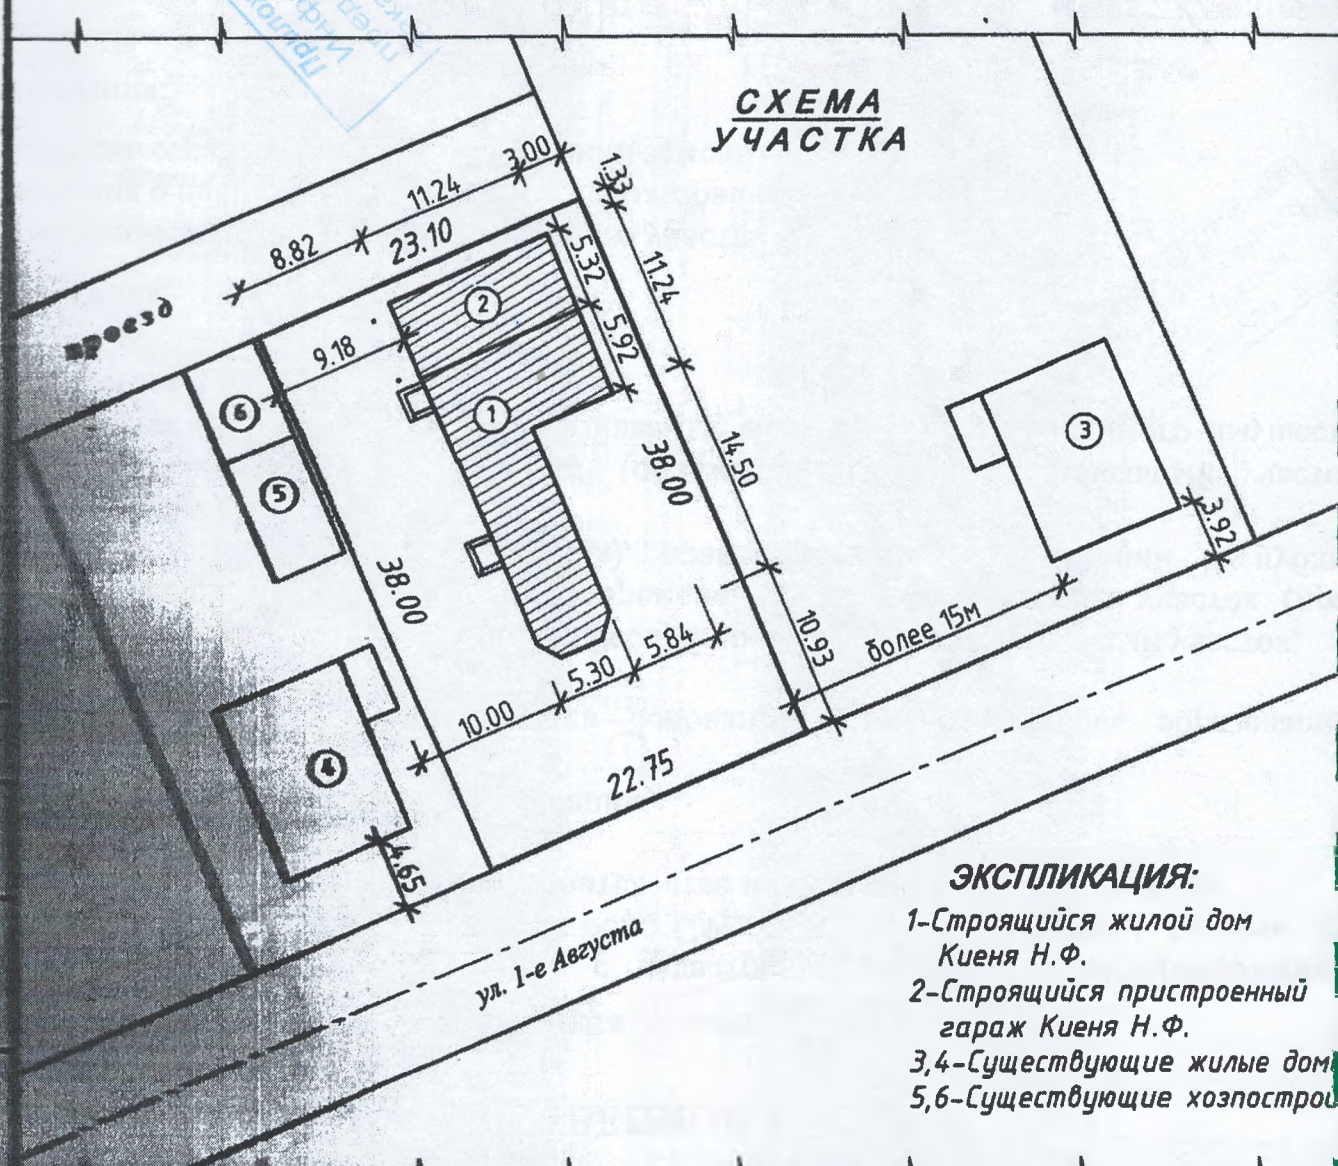 СХЕМА
УЧАСТКА
3.00
1.33
11.24
8.82
23.10
5.32
11.24
проезд
2
9.18
5.92
6
1
3
14.50
38.00
5
3.92
38.00
10.93
более 15м
5.84
5.30
10.00
4
22.75
4.65
ул. 1-е Августа
ЭКСПЛИКАЦИЯ:
1-Строящийся жилой дом
Киеня Н.Ф.
2-Строящийся пристроенный
гараж Киеня Н.Ф.
3,4-Существующие жилые дом
5,6-Существующие хозпострой